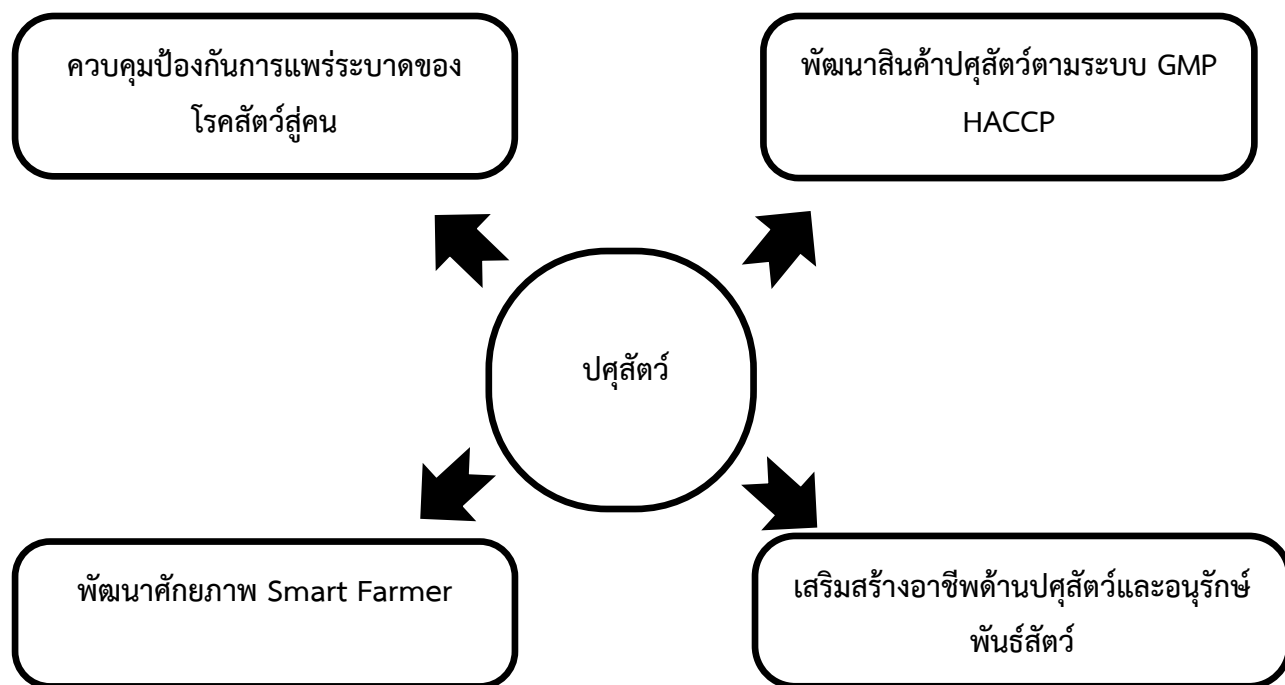 ควบคุมป้องกันการแพร่ระบาดของ
โรคสัตว์สู่คน
พัฒนาสินค้าปศุสัตว์ตามระบบ GMP
HACCP
ปศุสัตว์
พัฒนาศักยภาพ Smart Farmer
เสริมสร้างอาชีพด้านปศุสัตว์และอนุรักษ์
พันธ์สัตว์